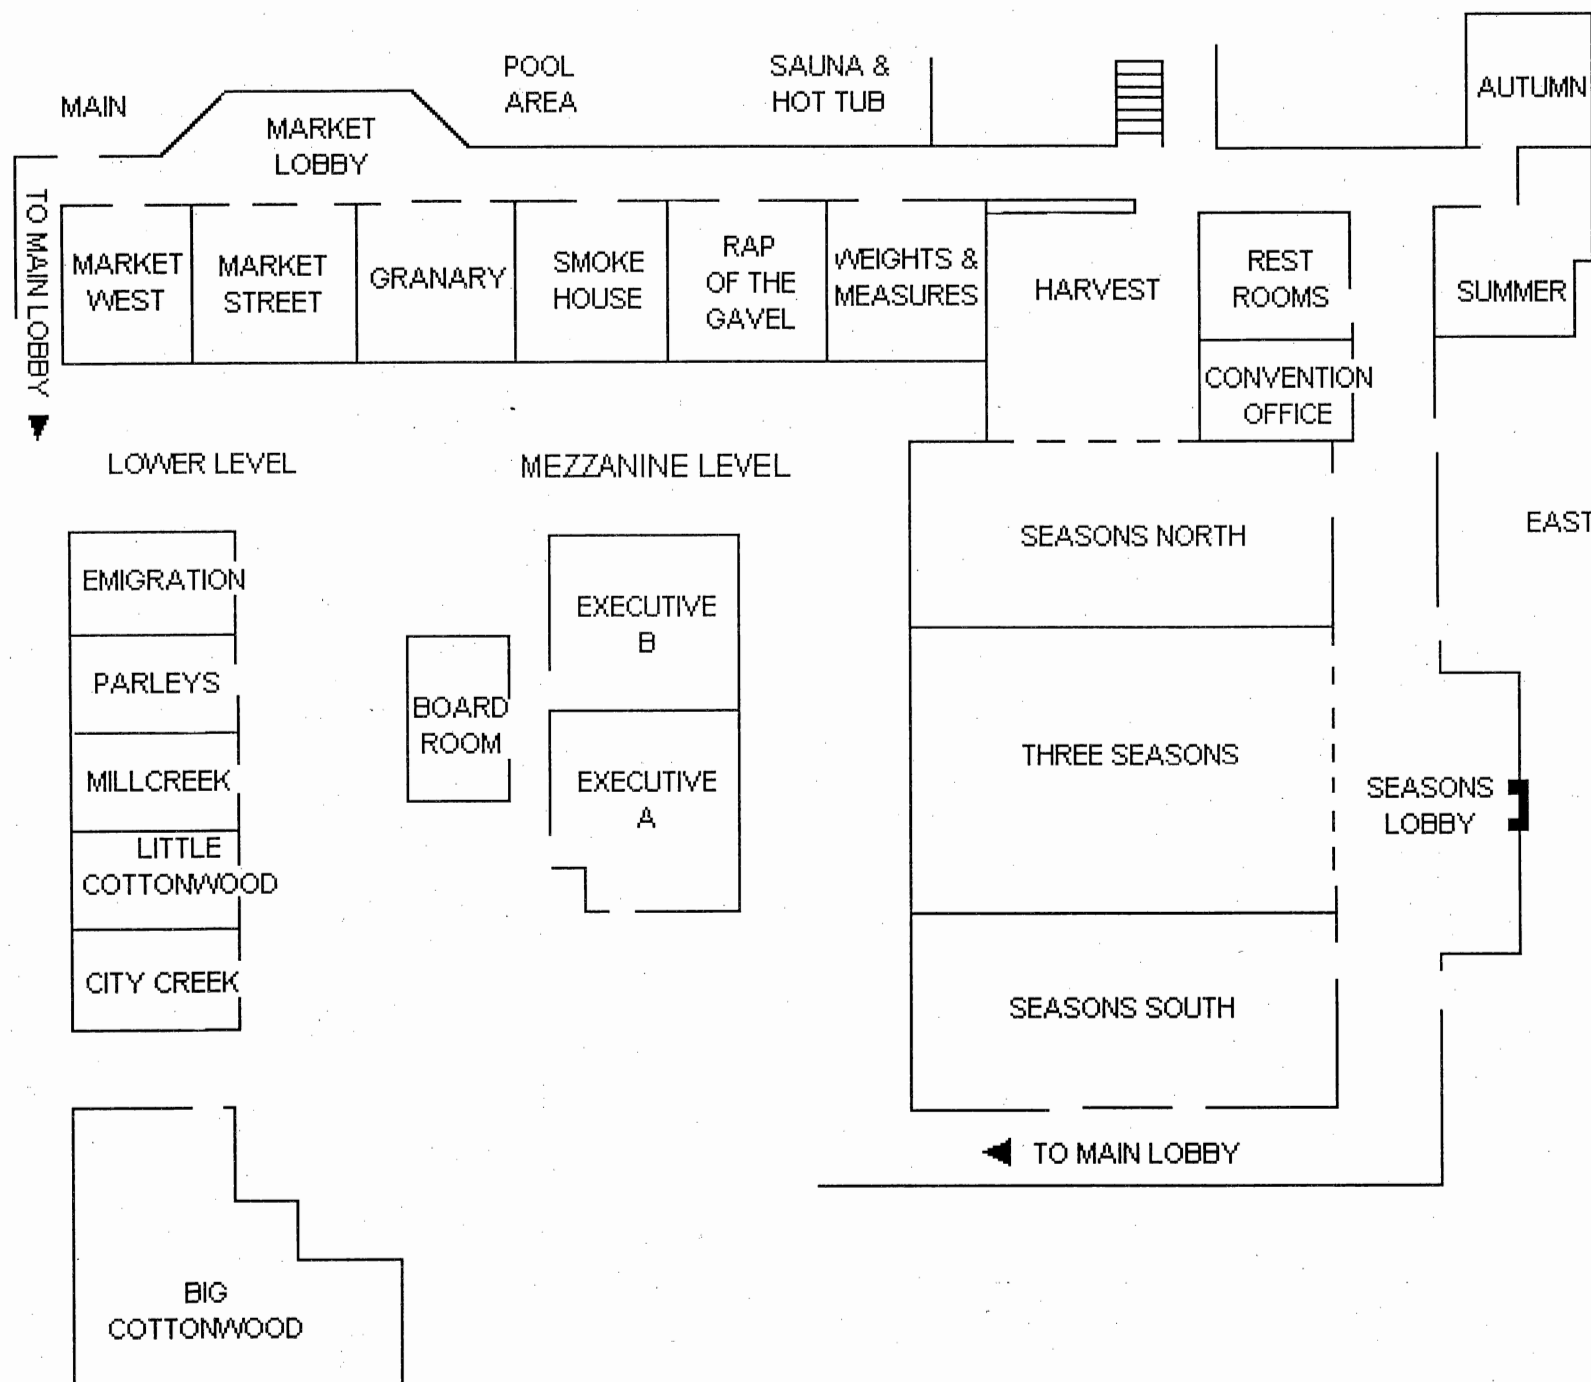 MAIN
POOL
AREA
SAUNA &
HOT TUB
AUTUMN
MARKET
LOBBY
TO MAIN LOBBY
MARKET
WEST
MARKET
STREET
GRANARY
SMOKE
HOUSE
RAP
OF THE
GAVEL
WEIGHTS &
MEASURES
HARVEST
REST
ROOMS
SUMMER
CONVENTION
OFFICE
LOWER LEVEL
MEZZANINE LEVEL
EMIGRATION
PARLEYS
MILLCREEK
LITTLE
COTTONWOOD
CITY CREEK
BOARD
ROOM
EXECUTIVE
B
EXECUTIVE
A
SEASONS NORTH
EAST
THREE SEASONS
SEASONS
LOBBY
SEASONS SOUTH
TO MAIN LOBBY
BIG
COTTONWOOD